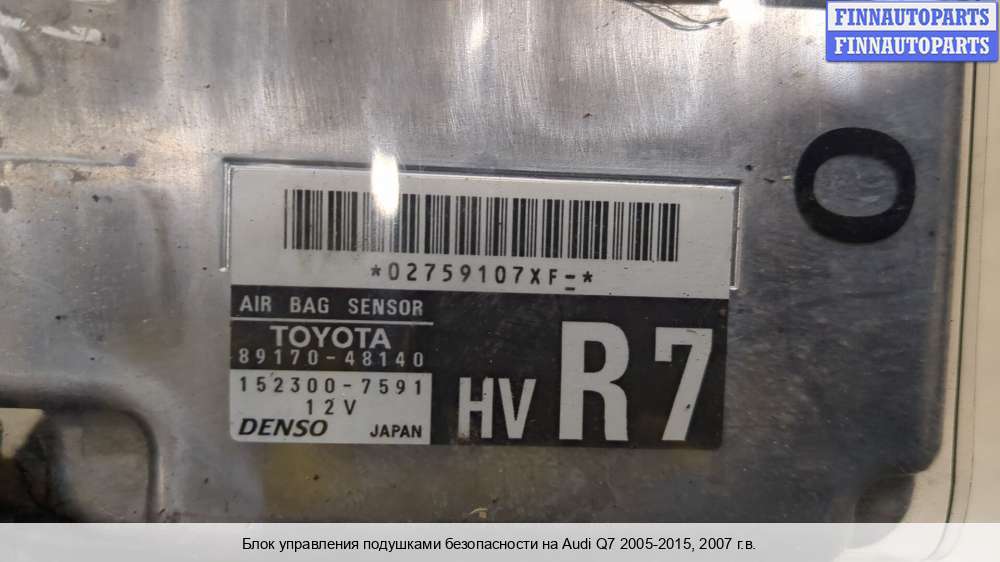 FINNAUTOPARTS
FINNAUTOPARTS
O
*02759107XF-*
AIR BAG SENSOR
TOYOTA
89170-48140
152300-7591
12V
DENSO JAPAN
HV R7
Блок управления подушками безопасности на Audi Q7 2005-2015, 2007 г.в.